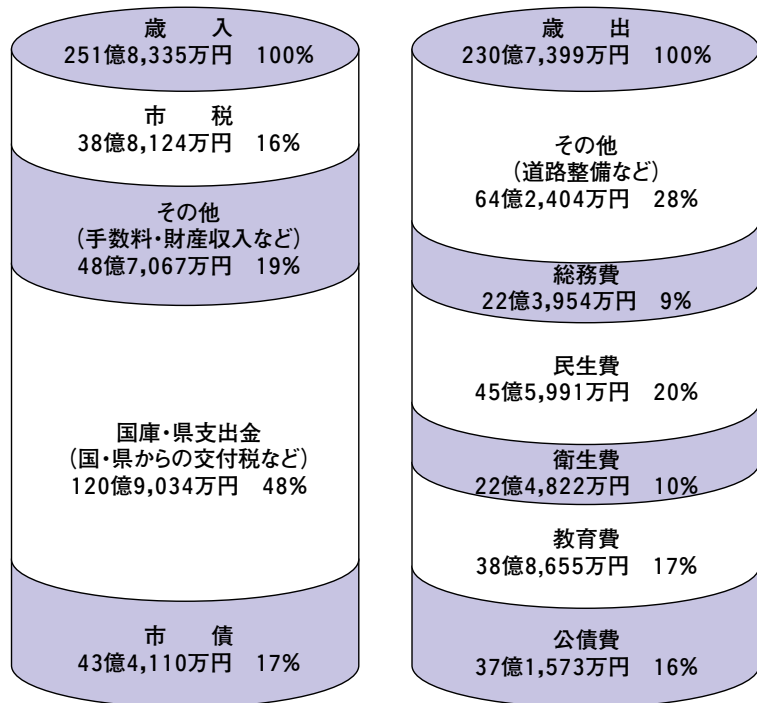 歳　入
251億8,335万円　100%
市　税
38億8,124万円　16%
その他
(手数料・財産収入など)
48億7,067万円　19%
国庫・県支出金
(国・県からの交付税など)
120億9,034万円　48%
市　債
43億4,110万円　17%
歳　出
230億7,399万円　100%
その他
(道路整備など)
64億2,404万円　28%
総務費
22億3,954万円　9%
民生費
45億5,991万円　20%
衛生費
22億4,822万円　10%
教育費
38億8,655万円　17%
公債費
37億1,573万円　16%